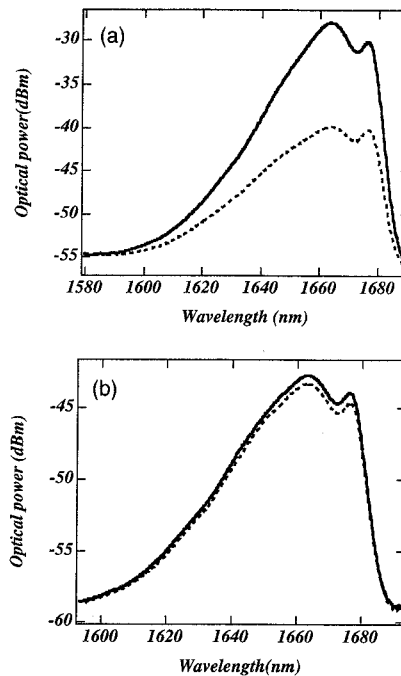 (a)
-30
-35
-40
-45
-50
-55
Optical power(dBm)
1580 1600 1620 1640 1660 1680
Wavelength (nm)
(b)
-45
-50
-55
-60
Optical power (dBm)
1600 1620 1640 1660 1680
Wavelength(nm)